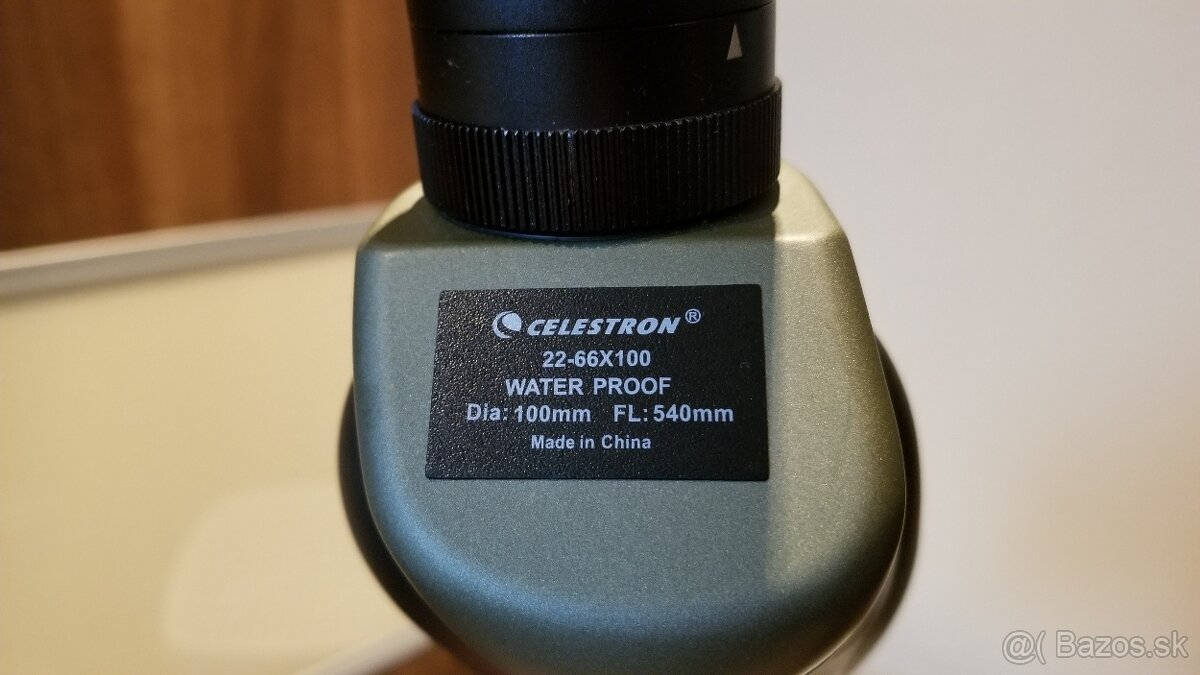 CELESTRON®
22-66X100
WATER PROOF
Dia: 100mm FL: 540mm
Made in China
@( Bazos.sk